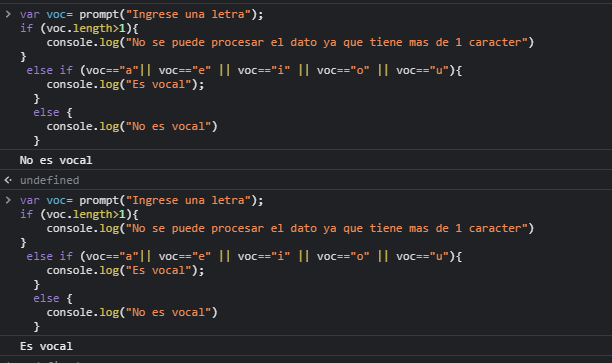 var voc= prompt("Ingrese una letra");
if (voc.length>1){
console.log("No se puede procesar el dato ya que tiene mas de 1 caracter")
}
else if (voc=="a"|| voc=="e" || voc=="i" || voc=="o" || voc=="u"){
console.log("Es vocal");
}
else {
console.log("No es vocal")
}
No es vocal
undefined
var voc= prompt("Ingrese una letra");
if (voc.length>1){
console.log("No se puede procesar el dato ya que tiene mas de 1 caracter")
}
else if (voc=="a"|| voc=="e" || voc=="i" || voc=="o" || voc=="u"){
console.log("Es vocal");
}
else {
console.log("No es vocal")
}
Es vocal